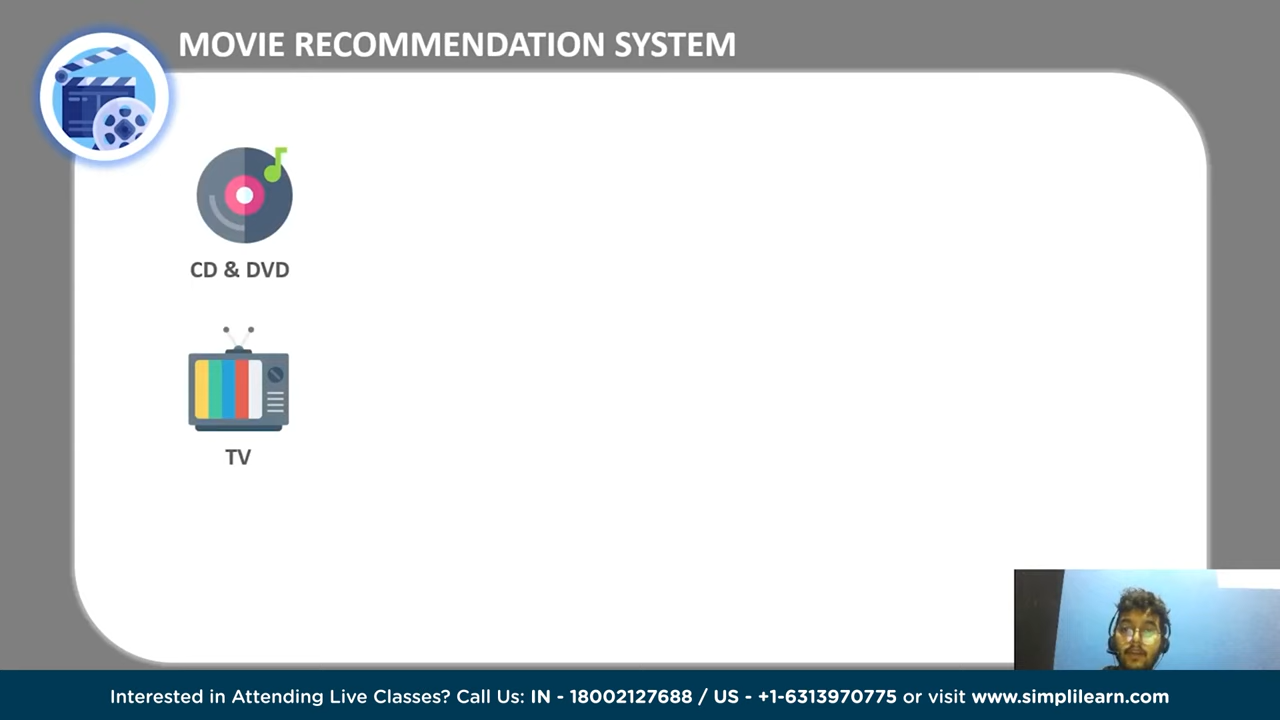 MOVIE RECOMMENDATION SYSTEM
CD & DVD
TV
Interested in Attending Live Classes? Call Us: IN - 18002127688 / US - +1-6313970775 or visit www.simplilearn.com